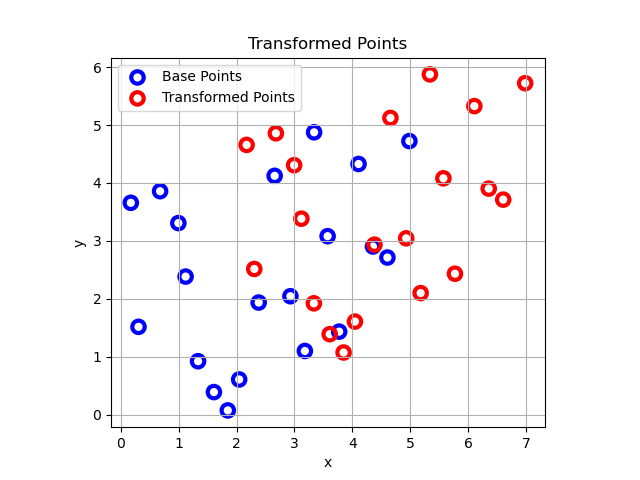 Transformed Points
Base Points
Transformed Points
6
5
4
3
2
1
0
y
0 1 2 3 4 5 6 7
x